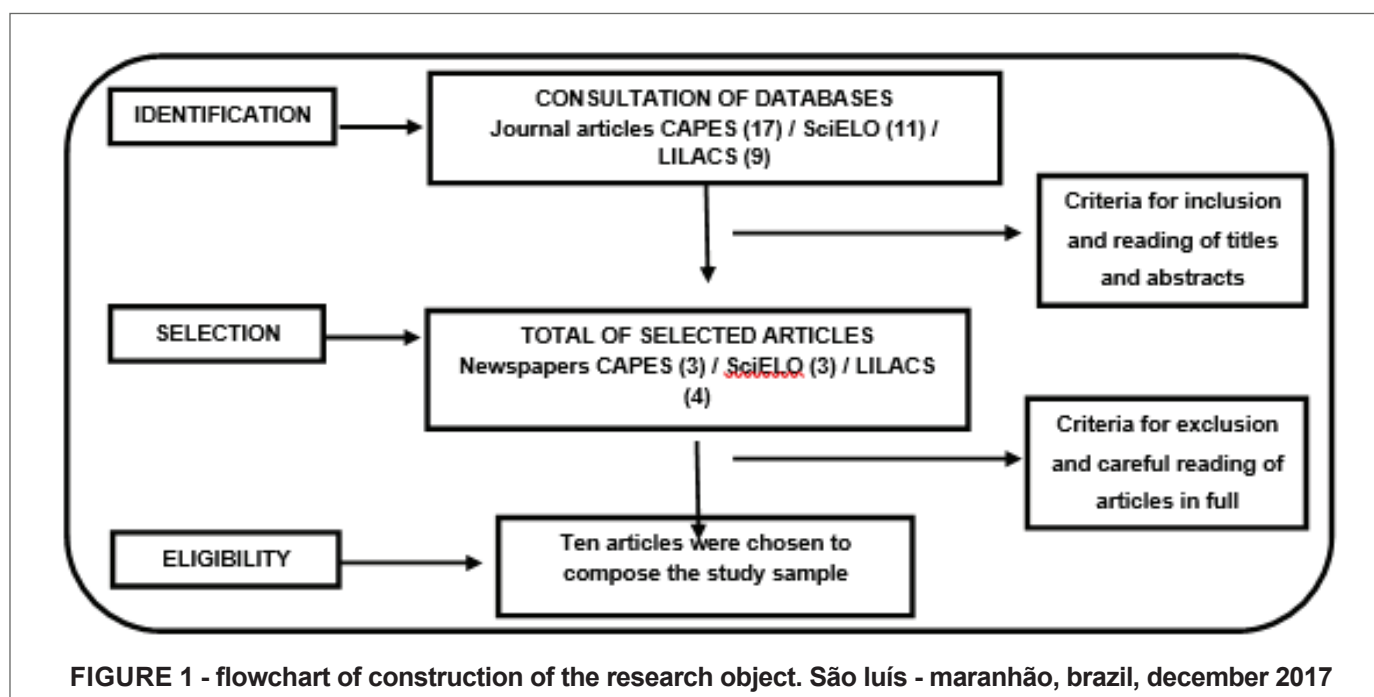 IDENTIFICATION
CONSULTATION OF DATABASES
Journal articles CAPES (17) / SciELO (11) /
LILACS (9)
Criteria for inclusion
and reading of titles
and abstracts
SELECTION
TOTAL OF SELECTED ARTICLES
Newspapers CAPES (3) / SciELO (3) / LILACS
(4)
Criteria for exclusion
and careful reading of
articles in full
ELIGIBILITY
Ten articles were chosen to
compose the study sample
FIGURE 1 - flowchart of construction of the research object. São luís - maranhão, brazil, december 2017